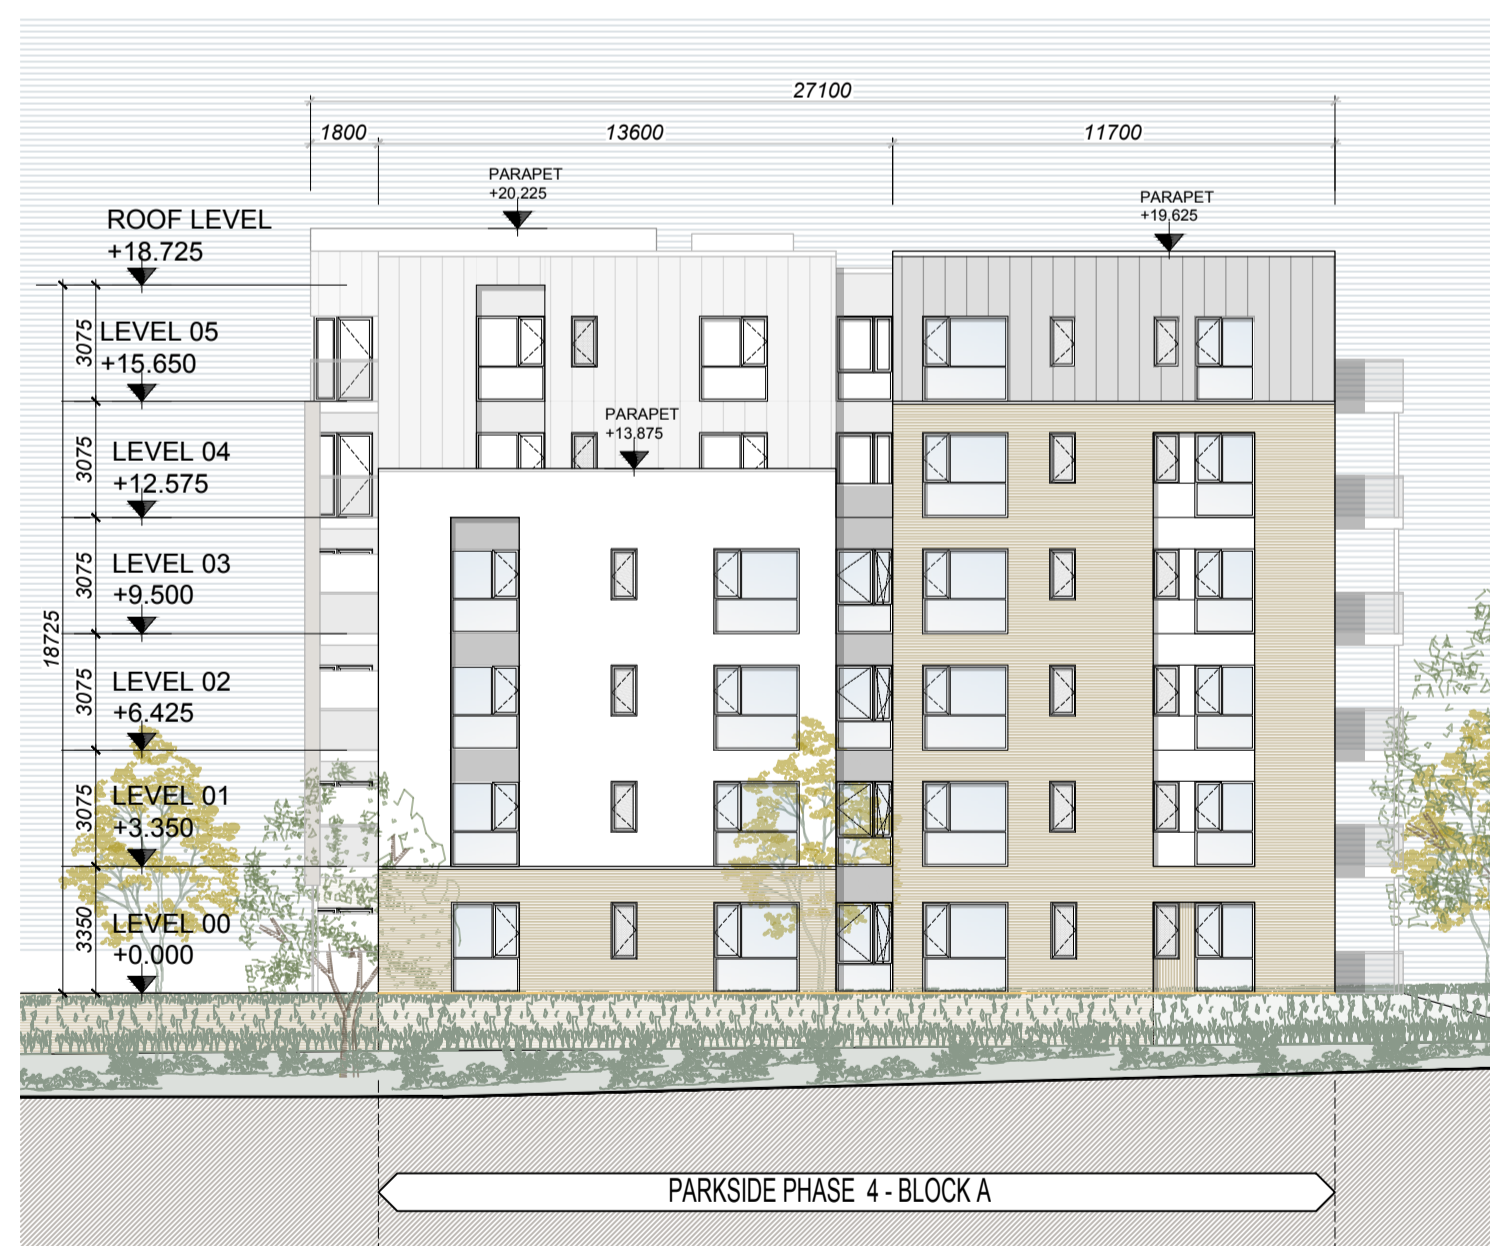 27100
1800
13600
11700
PARAPET
+20.225
PARAPET
+19.625
ROOF LEVEL
+18.725
3075
LEVEL 05
+15.650
PARAPET
+13.875
3075
LEVEL 04
+12.575
3075
LEVEL 03
+9.500
18725
3075
LEVEL 02
+6.425
3075
LEVEL 01
+3.350
3350
LEVEL 00
+0.000
PARKSIDE PHASE 4 - BLOCK A